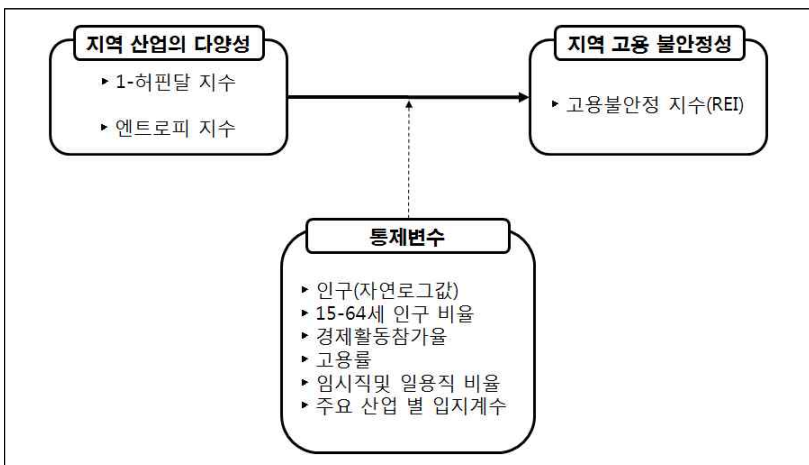 지역 산업의 다양성
▸ 1-허핀달 지수
▸ 엔트로피 지수
지역 고용 불안정성
▸ 고용불안정 지수(REI)
통제변수
▸ 인구(자연로그값)
▸ 15-64세 인구 비율
▸ 경제활동참가율
▸ 고용률
▸ 임시직및 일용직 비율
▸ 주요 산업 별 입지계수